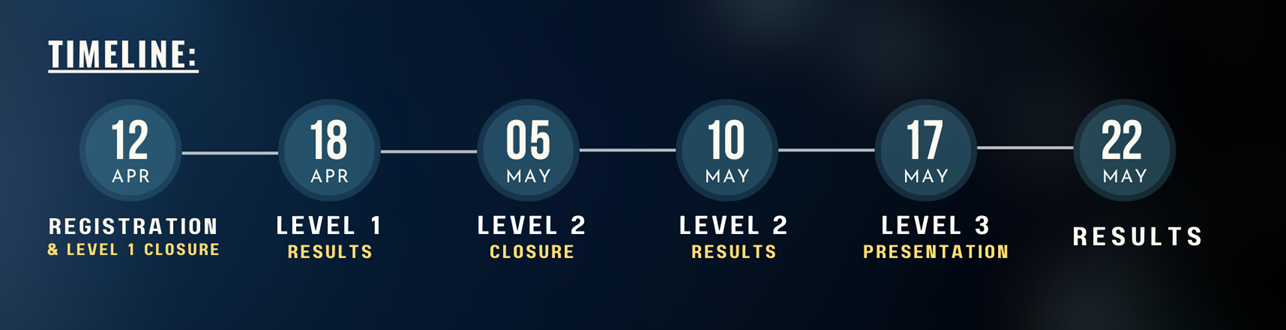 TIMELINE:
12
APR
REGISTRATION
& LEVEL 1 CLOSURE
18
APR
LEVEL 1
RESULTS
05
MAY
LEVEL 2
CLOSURE
10
MAY
LEVEL 2
RESULTS
17
MAY
LEVEL 3
PRESENTATION
22
MAY
RESULTS